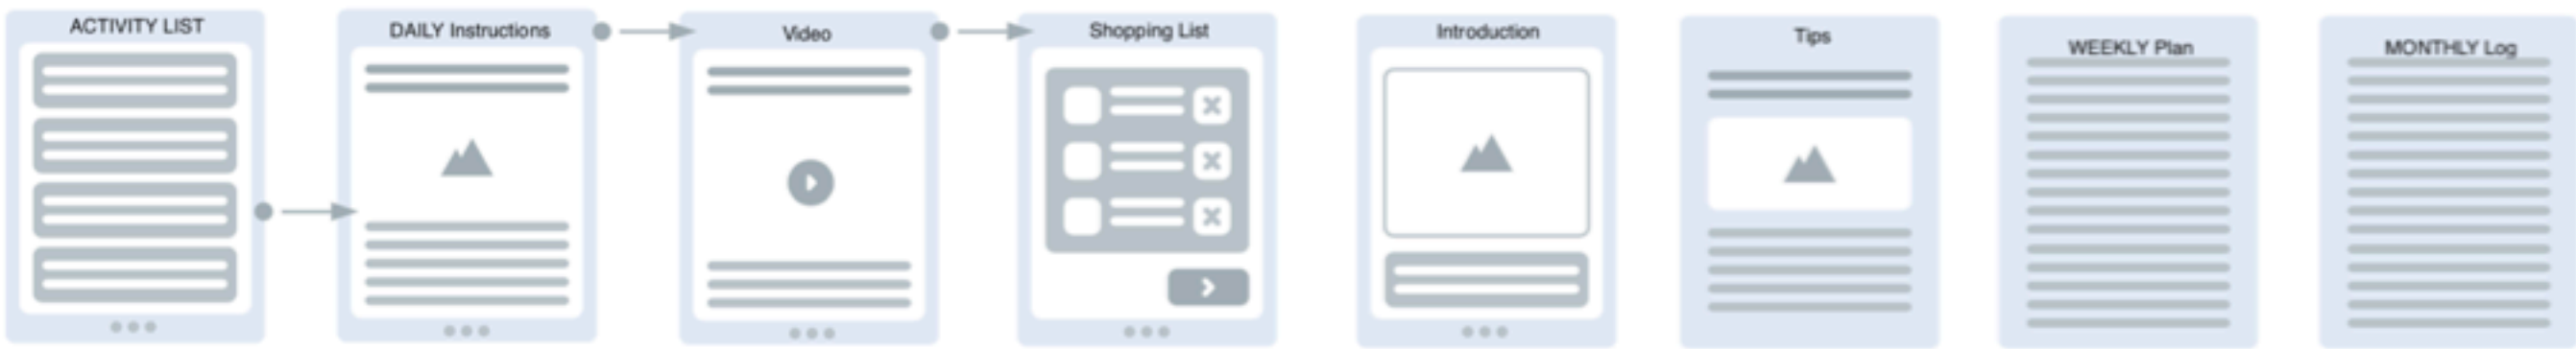 ACTIVITY LIST
DAILY Instructions
Video
Shopping List
Introduction
Tips
WEEKLY Plan
MONTHLY Log